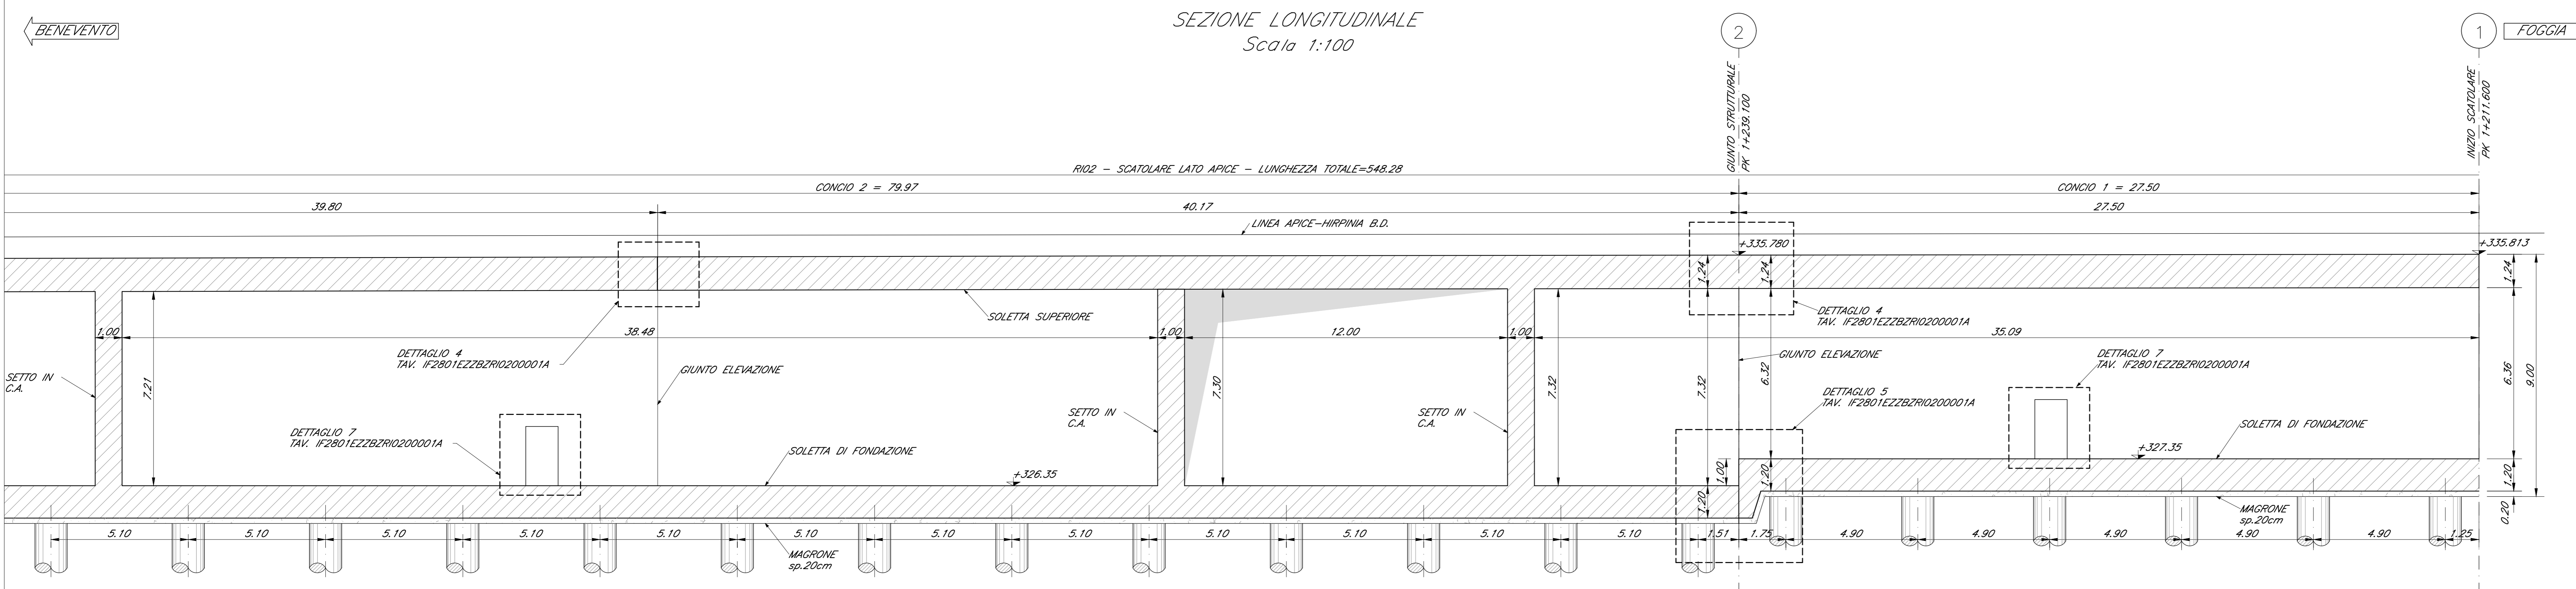 SEZIONE LONGITUDINALE
Scala 1:100
BENEVENTO
2
1
FOGGIA
GIUNTO STRUTTURALE
PK 1+239.100
INIZIO SCATOLARE
PK 1+211.600
RI02 - SCATOLARE LATO APICE - LUNGHEZZA TOTALE=548.28
CONCIO 2 = 79.97
CONCIO 1 = 27.50
39.80
40.17
27.50
LINEA APICE-HIRPINIA B.D.
+335.780
+335.813
1.24
1.24
1.24
SOLETTA SUPERIORE
DETTAGLIO 4
TAV. IF2801EZZBZRI0200001A
1.00
38.48
1.00
12.00
1.00
35.09
DETTAGLIO 4
TAV. IF2801EZZBZRI0200001A
GIUNTO ELEVAZIONE
DETTAGLIO 7
TAV. IF2801EZZBZRI0200001A
SETTO IN
C.A.
7.21
GIUNTO ELEVAZIONE
7.30
7.32
7.32
6.32
6.36
9.00
DETTAGLIO 5
TAV. IF2801EZZBZRI0200001A
SETTO IN
C.A.
SETTO IN
C.A.
DETTAGLIO 7
TAV. IF2801EZZBZRI0200001A
SOLETTA DI FONDAZIONE
SOLETTA DI FONDAZIONE
+326.35
+327.35
1.00
1.20
1.20
1.20
0.20
MAGRONE
sp.20cm
5.10
5.10
5.10
5.10
5.10
5.10
5.10
5.10
5.10
5.10
5.10
5.10
1.51
1.75
4.90
4.90
4.90
4.90
4.90
1.25
MAGRONE
sp.20cm